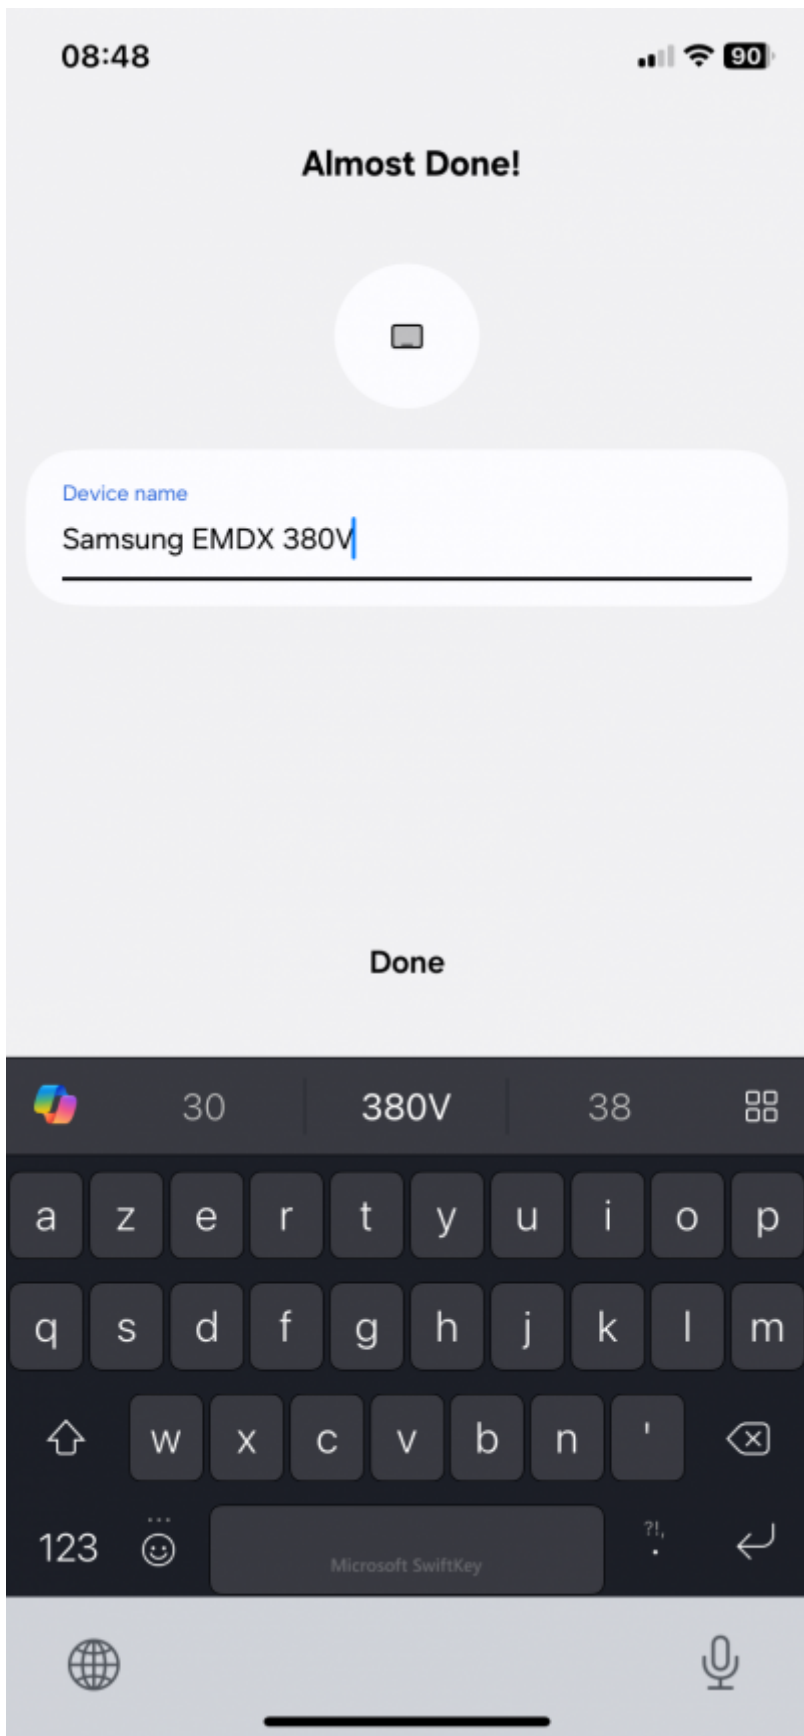 08:48
90
Almost Done!
Device name
Samsung EMDX 380V
Done
30 380V 38
a z e r t y u i o p
q s d f g h j k l m
w x c v b n '
123 ?!, .
Microsoft SwiftKey